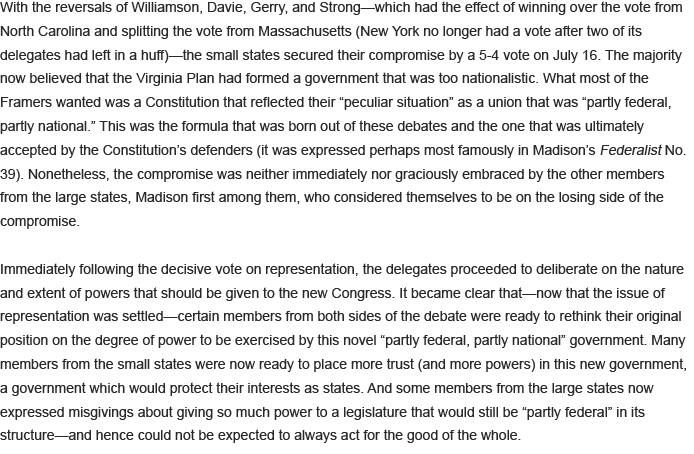 With the reversals of Williamson, Davie, Gerry, and Strong—which had the effect of winning over the vote from
North Carolina and splitting the vote from Massachusetts (New York no longer had a vote after two of its
delegates had left in a huff)—the small states secured their compromise by a 5-4 vote on July 16. The majority
now believed that the Virginia Plan had formed a government that was too nationalistic. What most of the
Framers wanted was a Constitution that reflected their “peculiar situation” as a union that was “partly federal,
partly national.” This was the formula that was born out of these debates and the one that was ultimately
accepted by the Constitution’s defenders (it was expressed perhaps most famously in Madison’s Federalist No.
39). Nonetheless, the compromise was neither immediately nor graciously embraced by the other members
from the large states, Madison first among them, who considered themselves to be on the losing side of the
compromise.
Immediately following the decisive vote on representation, the delegates proceeded to deliberate on the nature
and extent of powers that should be given to the new Congress. It became clear that—now that the issue of
representation was settled—certain members from both sides of the debate were ready to rethink their original
position on the degree of power to be exercised by this novel “partly federal, partly national” government. Many
members from the small states were now ready to place more trust (and more powers) in this new government,
a government which would protect their interests as states. And some members from the large states now
expressed misgivings about giving so much power to a legislature that would still be “partly federal” in its
structure—and hence could not be expected to always act for the good of the whole.